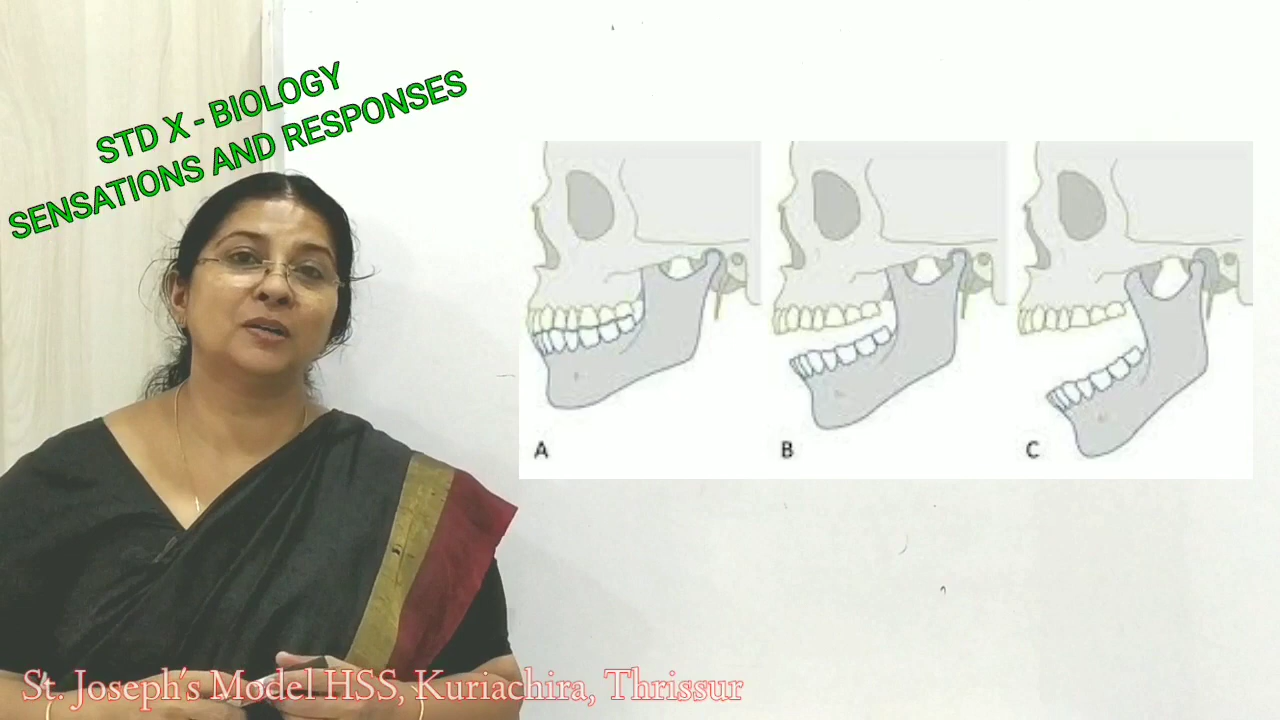 STD X - BIOLOGY
SENSATIONS AND RESPONSES
A
B
C
St. Joseph's Model HSS, Kuriachira, Thrissur